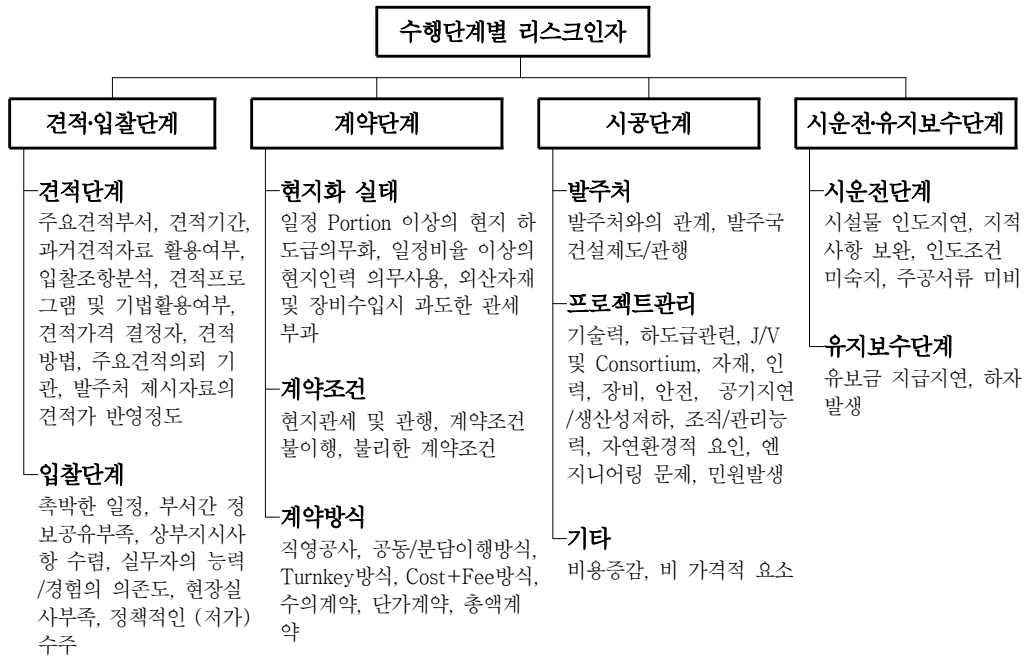 수행단계별 리스크인자
견적·입찰단계
견적단계
주요견적부서, 견적기간,
과거견적자료 활용여부,
입찰조항분석, 견적프로
그램 및 기법활용여부,
견적가격 결정자, 견적
방법, 주요견적의뢰 기
관, 발주처 제시자료의
견적가 반영정도
입찰단계
촉박한 일정, 부서간 정
보공유부족, 상부지시사
항 수렴, 실무자의 능력
/경험의 의존도, 현장실
사부족, 정책적인 (저가)
수주
계약단계
현지화 실태
일정 Portion 이상의 현지 하
도급의무화, 일정비율 이상의
현지인력 의무사용, 외산자재
및 장비수입시 과도한 관세
부과
계약조건
현지관세 및 관행, 계약조건
불이행, 불리한 계약조건
계약방식
직영공사, 공동/분담이행방식,
Turnkey방식, Cost+Fee방식,
수의계약, 단가계약, 총액계
약
시공단계
발주처
발주처와의 관계, 발주국
건설제도/관행
프로젝트관리
기술력, 하도급관련, J/V
및 Consortium, 자재, 인
력, 장비, 안전, 공기지연
/생산성저하, 조직/관리능
력, 자연환경적 요인, 엔
지니어링 문제, 민원발생
기타
비용증감, 비 가격적 요소
시운전·유지보수단계
시운전단계
시설물 인도지연, 지적
사항 보완, 인도조건
미숙지, 주공서류 미비
유지보수단계
유보금 지급지연, 하자
발생